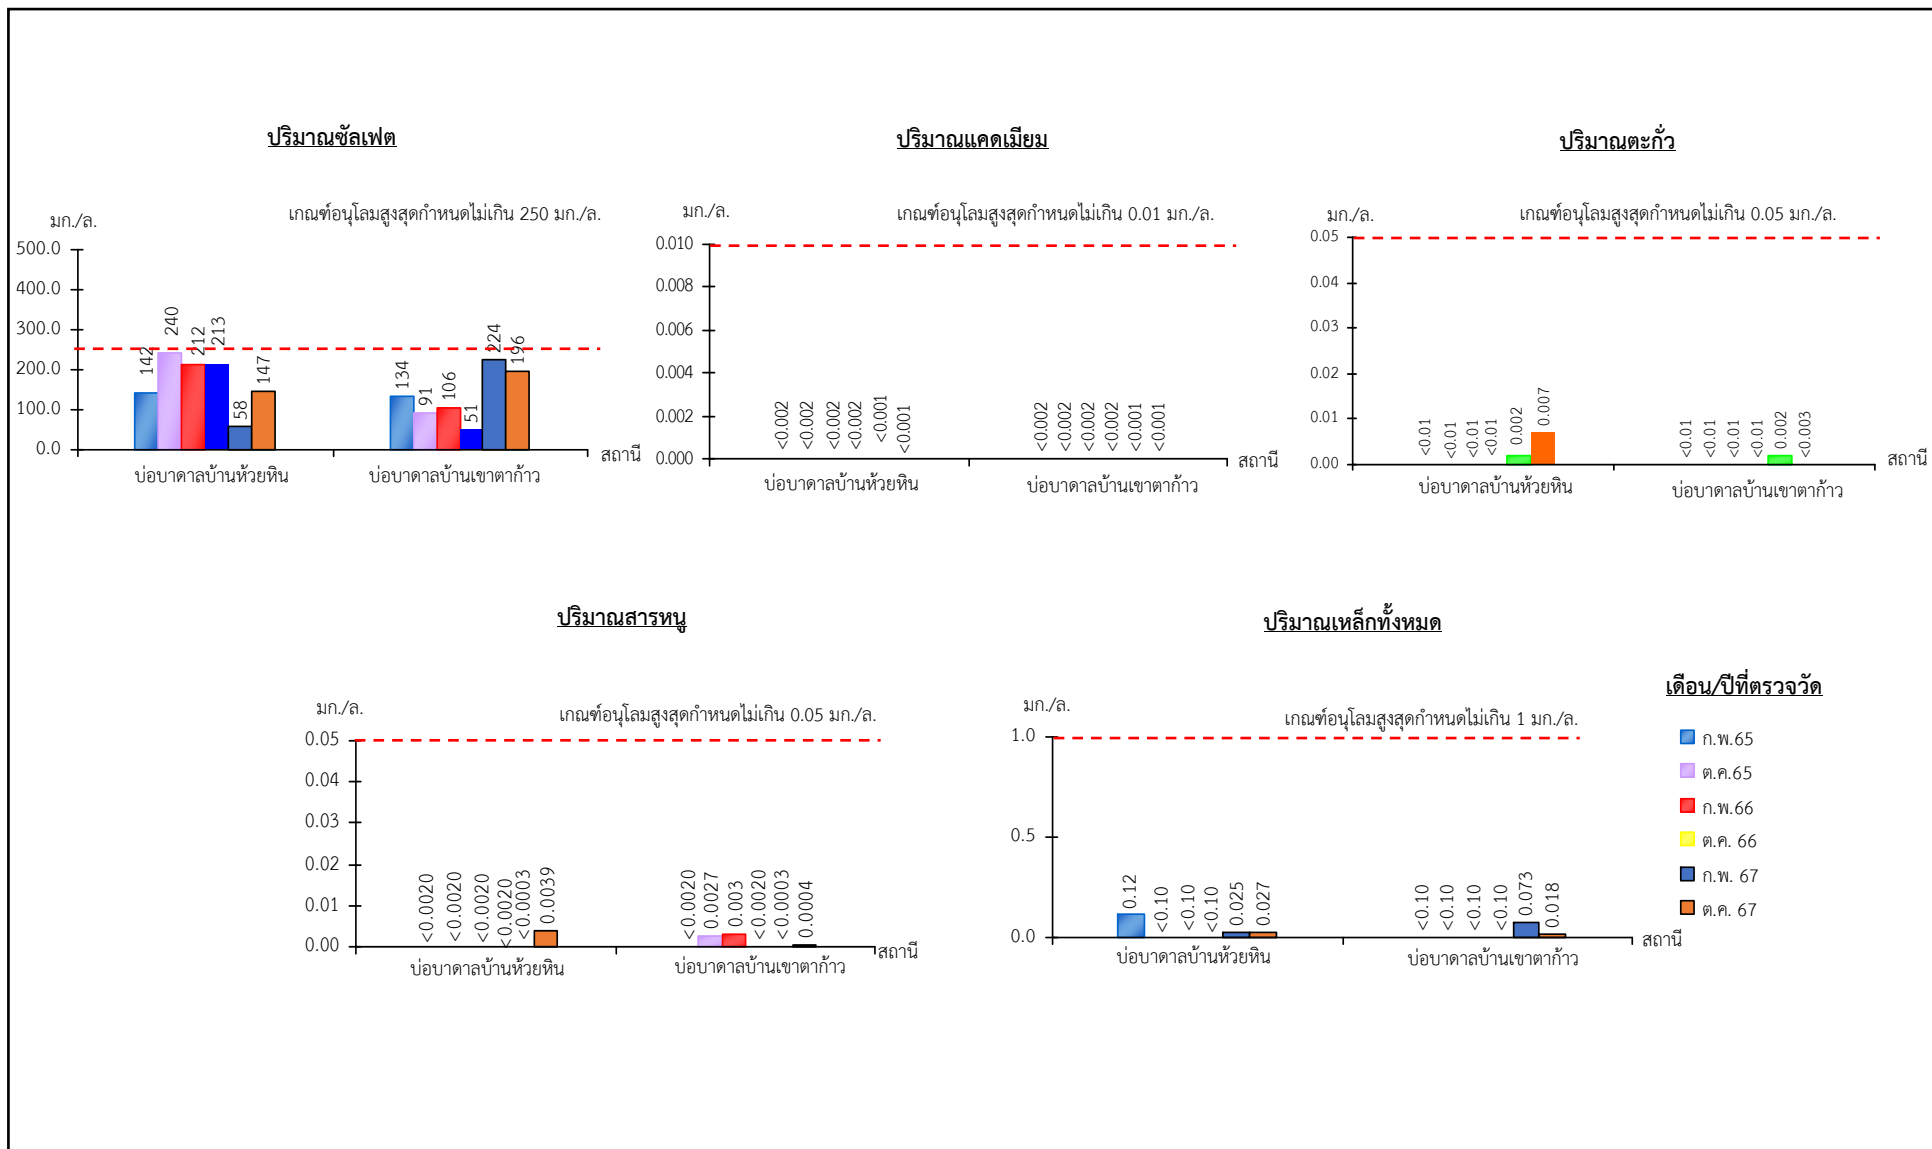 ปริมาณซัลเฟต
มก./ล.
เกณฑ์อนุโลมสูงสุดกำหนดไม่เกิน 250 มก./ล.
500.0
400.0
300.0
200.0
100.0
0.0
142
240
212
213
58
147
134
91
106
51
224
196
สถานี
บ่อบาดาลบ้านห้วยหิน
บ่อบาดาลบ้านเขาตาก้าว
ปริมาณแคดเมียม
มก./ล.
เกณฑ์อนุโลมสูงสุดกำหนดไม่เกิน 0.01 มก./ล.
0.010
0.008
0.006
0.004
0.002
0.000
<0.002
<0.002
<0.002
<0.002
<0.001
<0.001
<0.002
<0.002
<0.002
<0.002
<0.001
<0.001
สถานี
บ่อบาดาลบ้านห้วยหิน
บ่อบาดาลบ้านเขาตาก้าว
ปริมาณตะกั่ว
มก./ล.
เกณฑ์อนุโลมสูงสุดกำหนดไม่เกิน 0.05 มก./ล.
0.05
0.04
0.03
0.02
0.01
0.00
<0.01
<0.01
<0.01
<0.01
0.002
0.007
<0.01
<0.01
<0.01
<0.01
0.002
<0.003
สถานี
บ่อบาดาลบ้านห้วยหิน
บ่อบาดาลบ้านเขาตาก้าว
ปริมาณสารหนู
มก./ล.
เกณฑ์อนุโลมสูงสุดกำหนดไม่เกิน 0.05 มก./ล.
0.05
0.04
0.03
0.02
0.01
0.00
<0.0020
<0.0020
<0.0020
<0.0020
<0.0003
0.0039
<0.0020
0.0027
0.003
<0.0020
<0.0003
0.0004
สถานี
บ่อบาดาลบ้านห้วยหิน
บ่อบาดาลบ้านเขาตาก้าว
ปริมาณเหล็กทั้งหมด
มก./ล.
เกณฑ์อนุโลมสูงสุดกำหนดไม่เกิน 1 มก./ล.
1.0
0.5
0.0
0.12
<0.10
<0.10
<0.10
0.025
0.027
<0.10
<0.10
<0.10
<0.10
0.073
0.018
สถานี
บ่อบาดาลบ้านห้วยหิน
บ่อบาดาลบ้านเขาตาก้าว
เดือน/ปีที่ตรวจวัด
ก.พ.65
ต.ค.65
ก.พ.66
ต.ค. 66
ก.พ. 67
ต.ค. 67